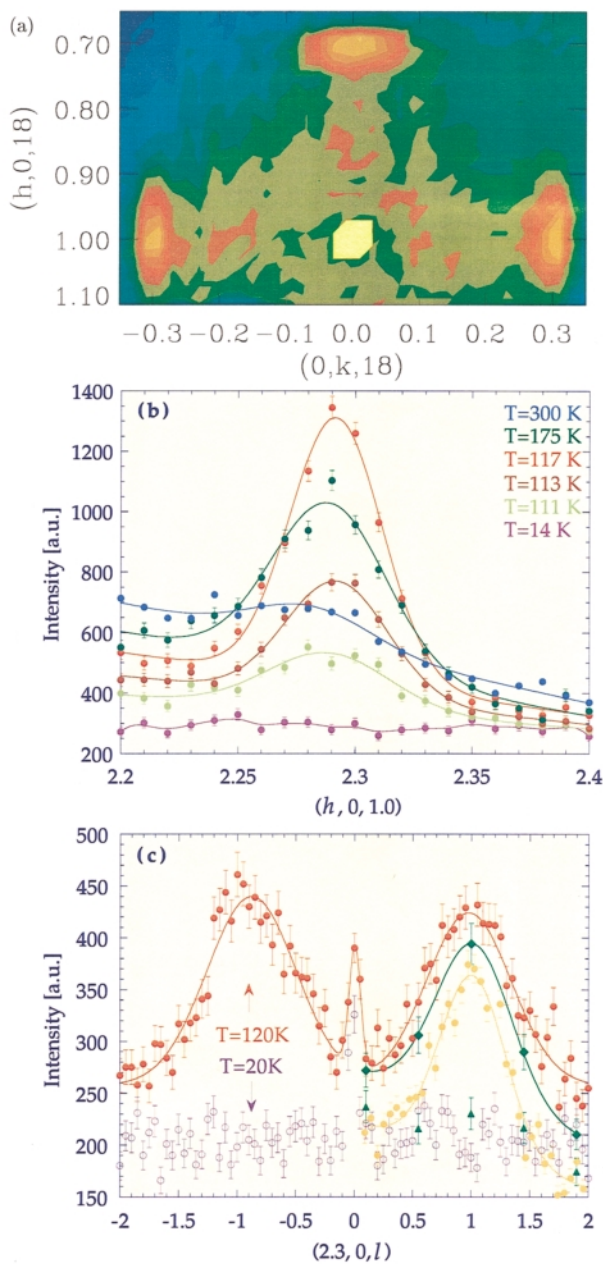 (a)
0.70
0.80
0.90
1.00
1.10
(h,0,18)
−0.3 −0.2 −0.1 0.0 0.1 0.2 0.3
(0,k,18)
(b)
1400
1200
1000
800
600
400
200
Intensity [a.u.]
T=300 K
T=175 K
T=117 K
T=113 K
T=111 K
T=14 K
2.2 2.25 2.3 2.35 2.4
(h, 0, 1.0)
(c)
500
450
400
350
300
250
200
150
Intensity [a.u.]
T=120K
T=20K
-2 -1.5 -1 -0.5 0 0.5 1 1.5 2
(2.3, 0, l)